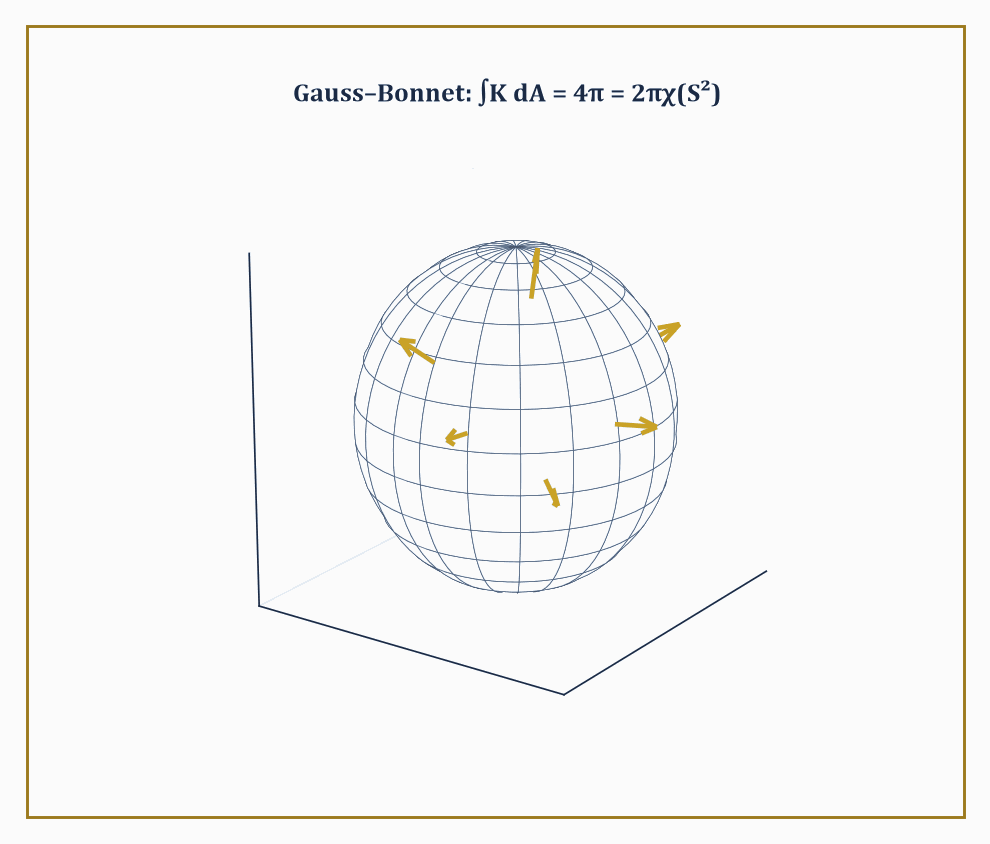 Gauss–Bonnet: ∫K dA = 4π = 2πχ(S²)